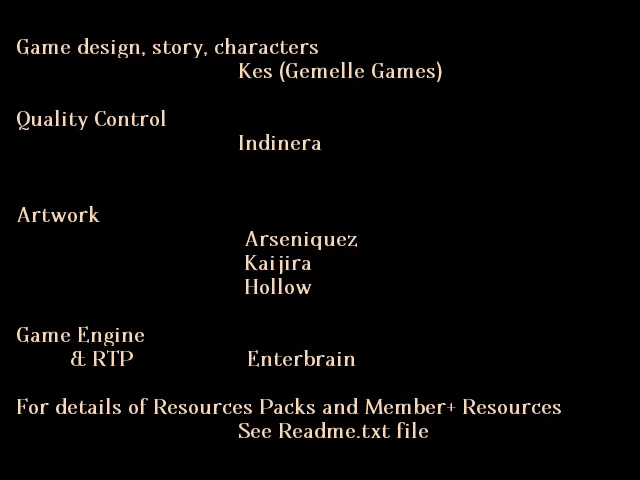 Game design, story, characters
Kes (Gemelle Games)
Quality Control
Indinera
Artwork
Arseniquez
Kaijira
Hollow
Game Engine
& RTP Enterbrain
For details of Resources Packs and Member+ Resources
See Readme.txt file